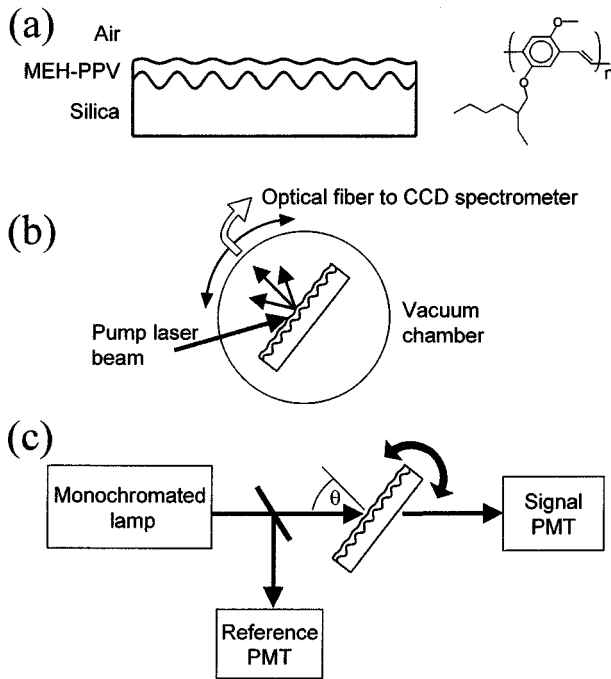 (a)
Air
MEH-PPV
Silica
O
O
n
(b)
Optical fiber to CCD spectrometer
Pump laser
beam
Vacuum
chamber
(c)
Monochromated
lamp
θ
Signal
PMT
Reference
PMT